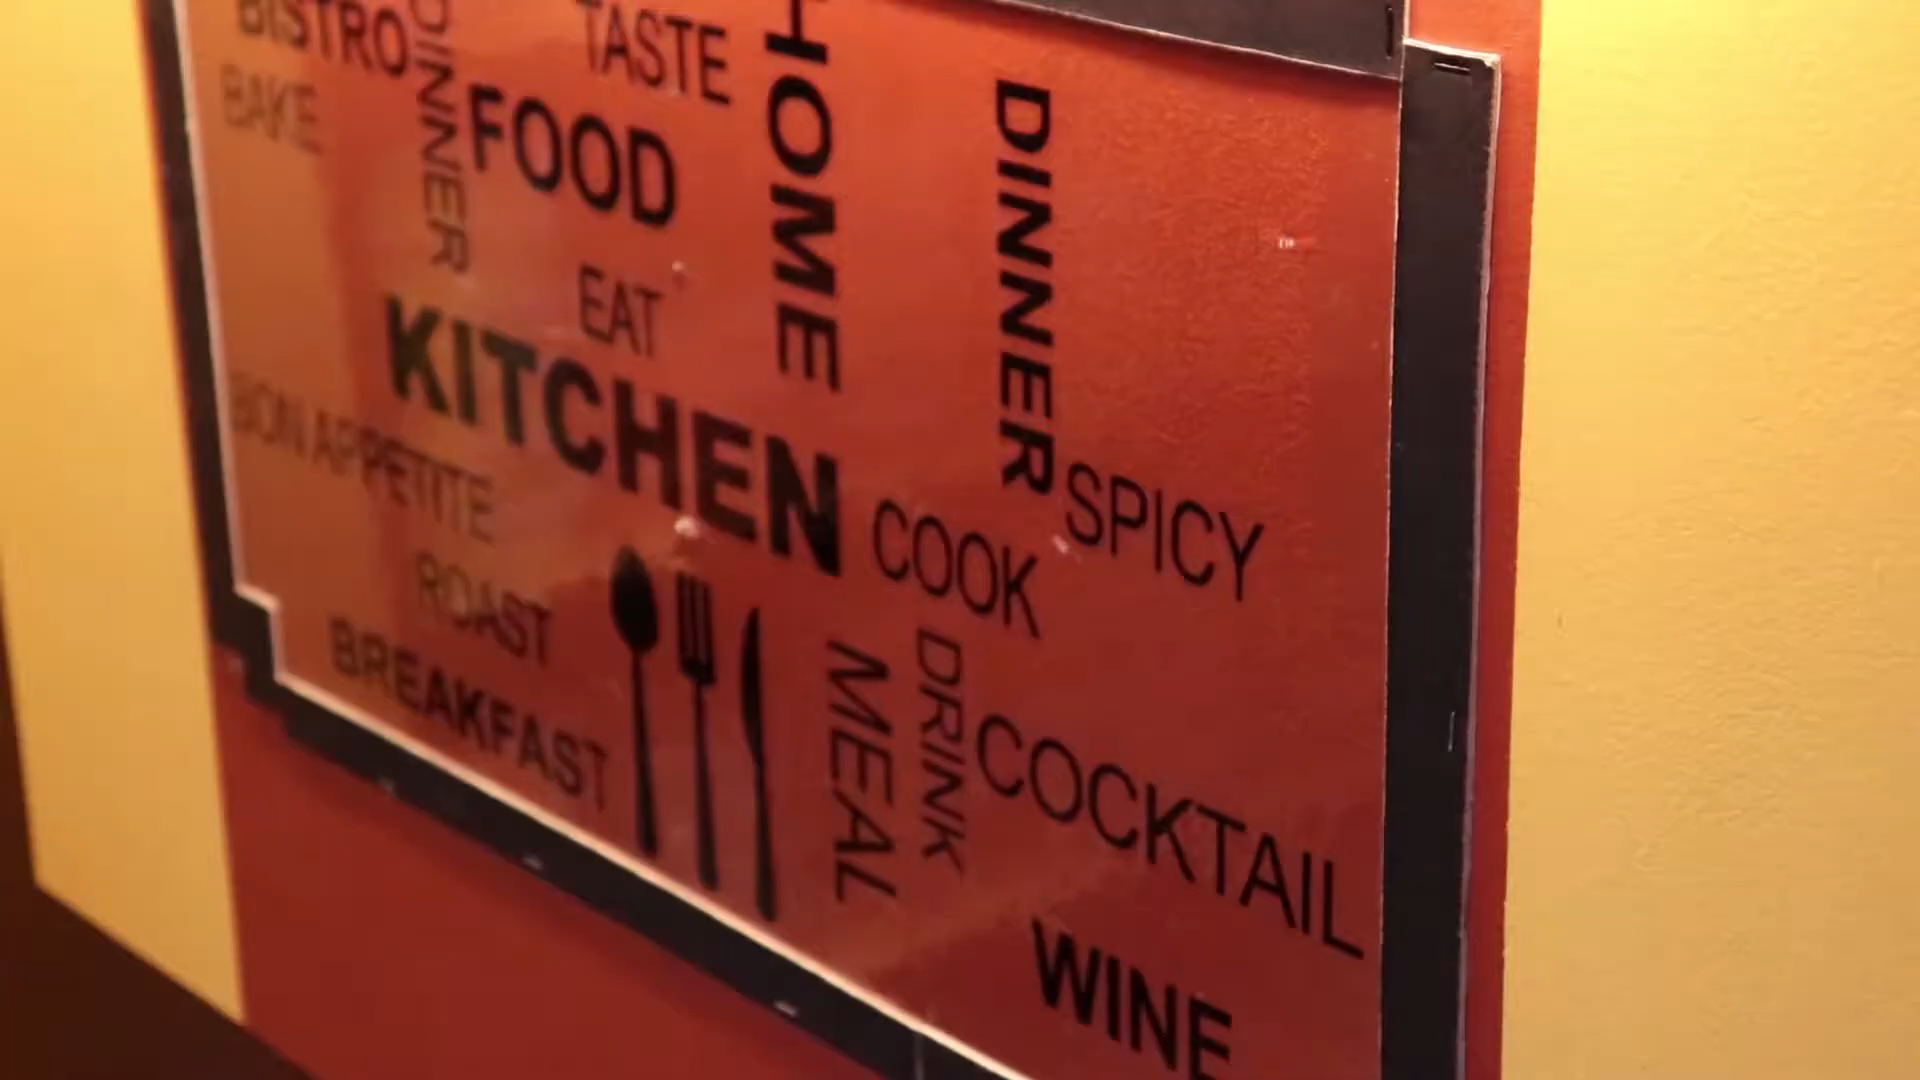 BISTRO
DINNER
TASTE
HOME
BAKE
FOOD
DINNER
EAT
KITCHEN
BON APPETITE
COOK
SPICY
ROAST
BREAKFAST
MEAL
DRINK
COCKTAIL
WINE